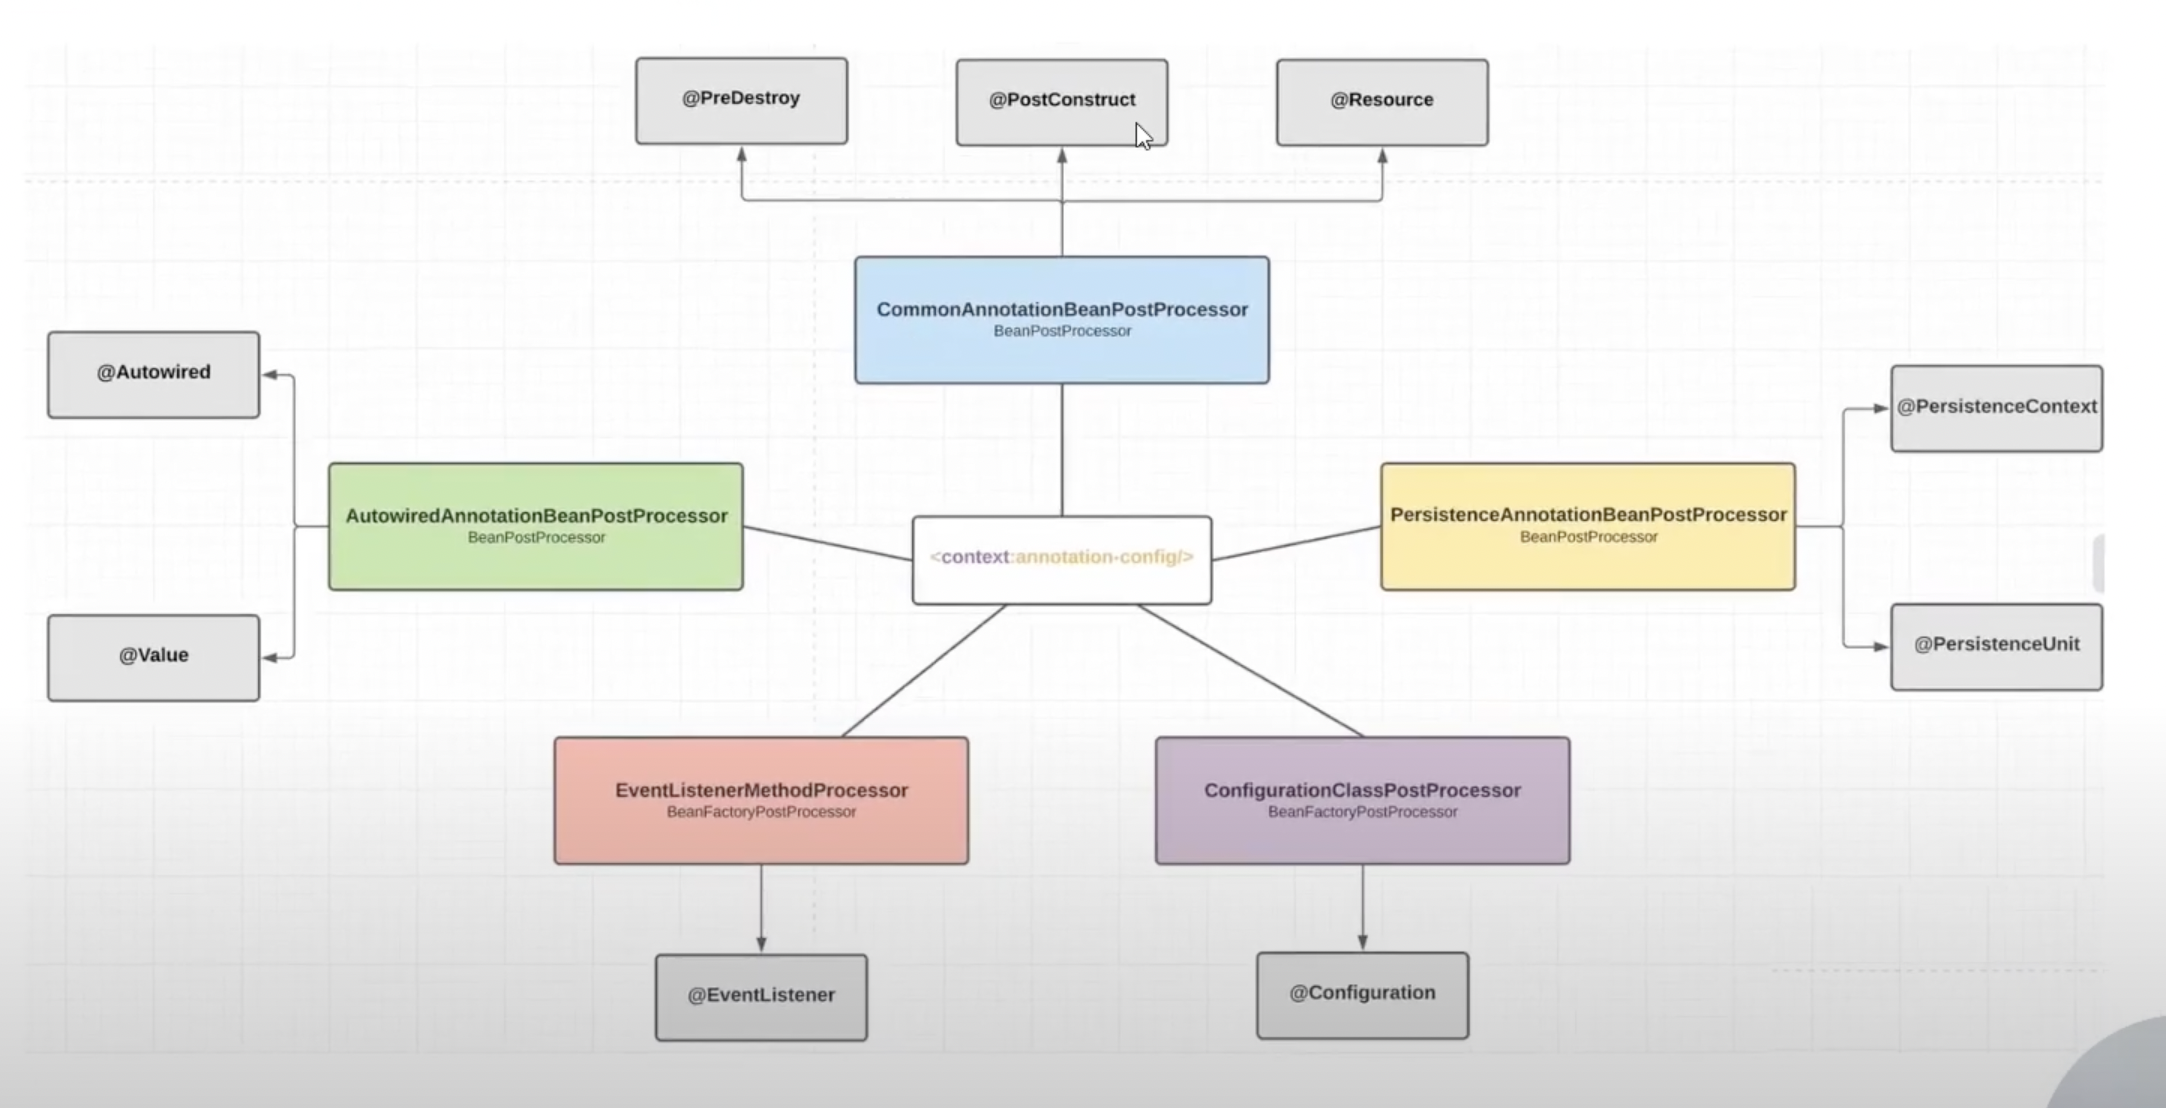 @PreDestroy
@PostConstruct
@Resource
CommonAnnotationBeanPostProcessor
BeanPostProcessor
@Autowired
@PersistenceContext
AutowiredAnnotationBeanPostProcessor
BeanPostProcessor
<context:annotation-config/>
PersistenceAnnotationBeanPostProcessor
BeanPostProcessor
@Value
@PersistenceUnit
EventListenerMethodProcessor
BeanFactoryPostProcessor
ConfigurationClassPostProcessor
BeanFactoryPostProcessor
@EventListener
@Configuration